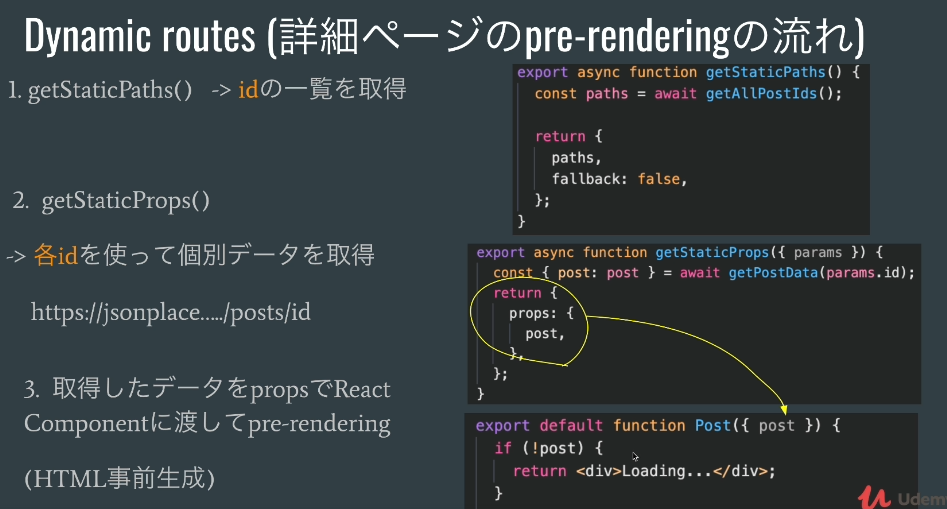 Dynamic routes (詳細ページのpre-renderingの流れ)
1. getStaticPaths() -> idの一覧を取得
export async function getStaticPaths() {
const paths = await getAllPostIds();
return {
paths,
fallback: false,
};
}
2. getStaticProps()
-> 各idを使って個別データを取得
https://jsonplace...../posts/id
export async function getStaticProps({ params }) {
const { post: post } = await getPostData(params.id);
return {
props: {
post,
},
};
}
3. 取得したデータをpropsでReact
Componentに渡してpre-rendering
(HTML事前生成)
export default function Post({ post }) {
if (!post) {
return <div>Loading...</div>;
}
Udem